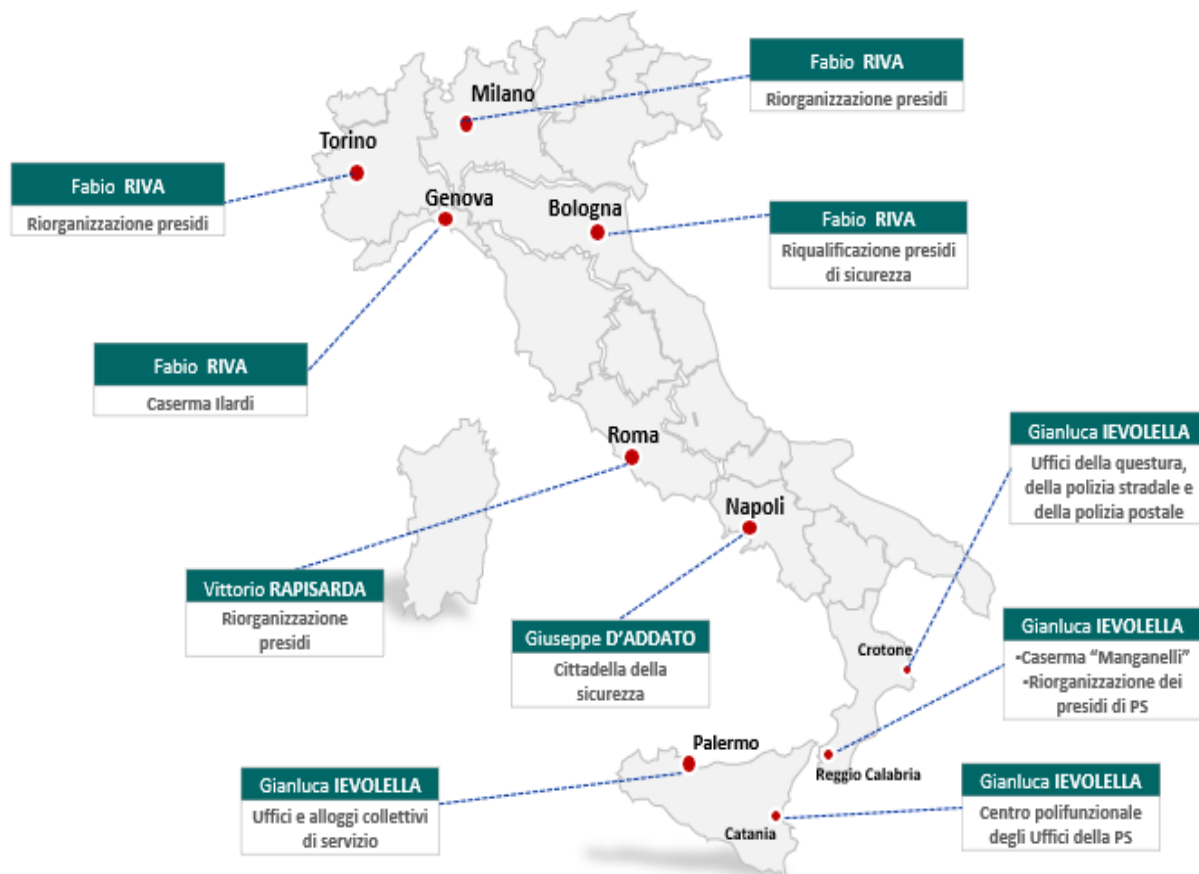 Fabio RIVA
Riorganizzazione presidi
Milano
Torino
Fabio RIVA
Riorganizzazione presidi
Genova
Bologna
Fabio RIVA
Riqualificazione presidi
di sicurezza
Fabio RIVA
Caserma Ilardi
Roma
Gianluca IEVOLELLA
Uffici della questura,
della polizia stradale e
della polizia postale
Napoli
Vittorio RAPISARDA
Riorganizzazione
presidi
Giuseppe D'ADDATO
Cittadella della
sicurezza
Crotone
Gianluca IEVOLELLA
▪Caserma “Manganelli”
▪Riorganizzazione dei
presidi di PS
Palermo
Reggio Calabria
Gianluca IEVOLELLA
Uffici e alloggi collettivi
di servizio
Catania
Gianluca IEVOLELLA
Centro polifunzionale
degli Uffici della PS